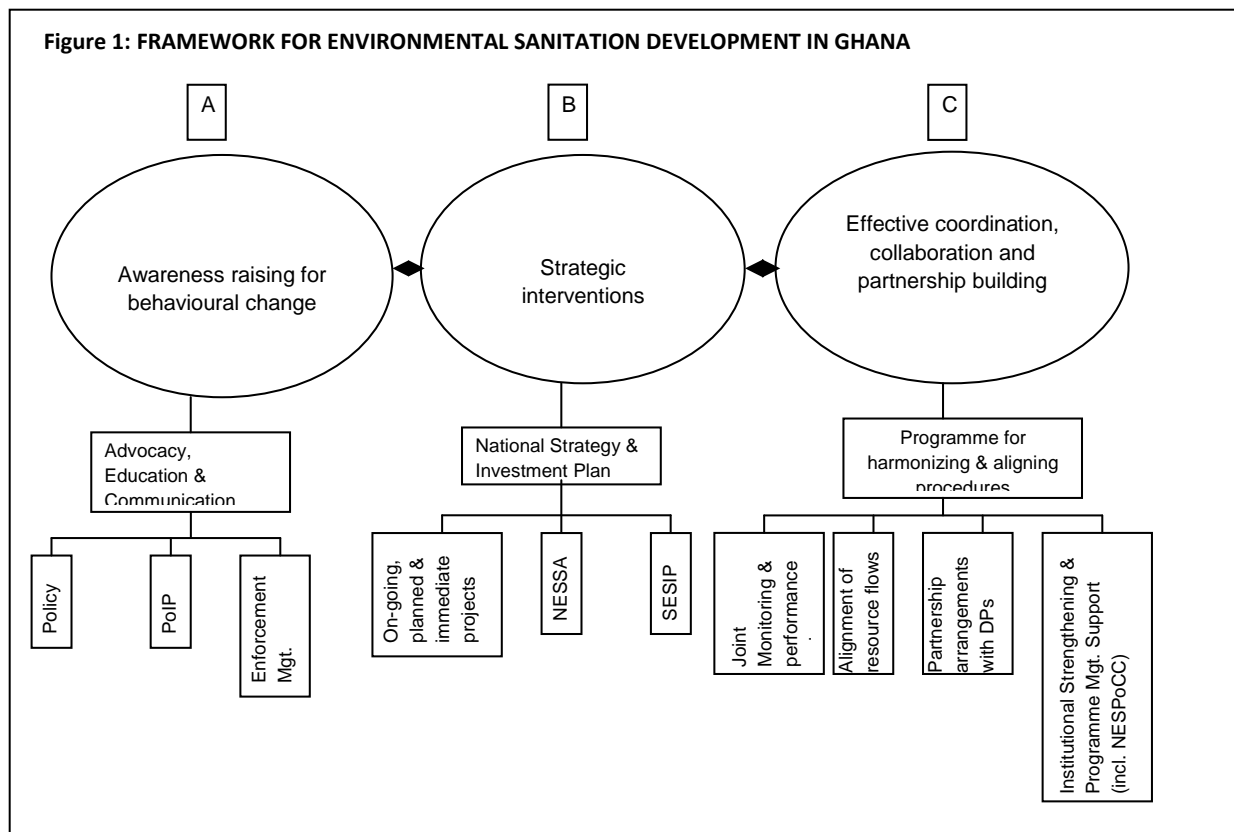 Figure 1: FRAMEWORK FOR ENVIRONMENTAL SANITATION DEVELOPMENT IN GHANA
A
B
C
Awareness raising for
behavioural change
Strategic
interventions
Effective coordination,
collaboration and
partnership building
Advocacy,
Education &
Communication
National Strategy &
Investment Plan
Programme for
harmonizing & aligning
procedures
Policy
PoIP
Enforcement
Mgt.
On-going,
planned &
immediate
projects
NESSA
SESIP
Joint
Monitoring &
performance
Alignment of
resource flows
Partnership
arrangements
with DPs
Institutional Strengthening &
Programme Mgt. Support
(incl. NESPoCC)